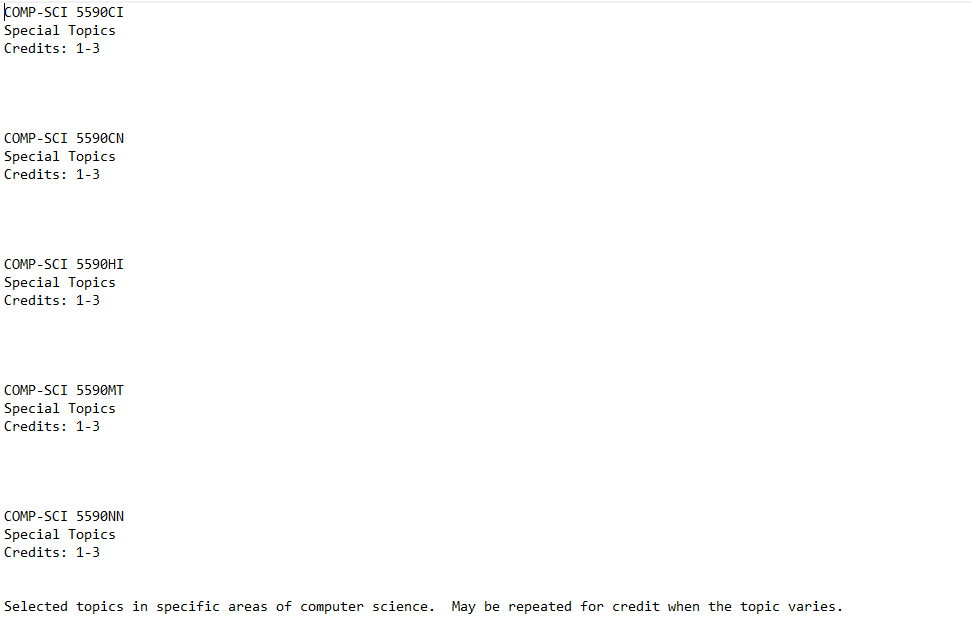 COMP-SCI 5590CI
Special Topics
Credits: 1-3
COMP-SCI 5590CN
Special Topics
Credits: 1-3
COMP-SCI 5590HI
Special Topics
Credits: 1-3
COMP-SCI 5590MT
Special Topics
Credits: 1-3
COMP-SCI 5590NN
Special Topics
Credits: 1-3
Selected topics in specific areas of computer science.  May be repeated for credit when the topic varies.